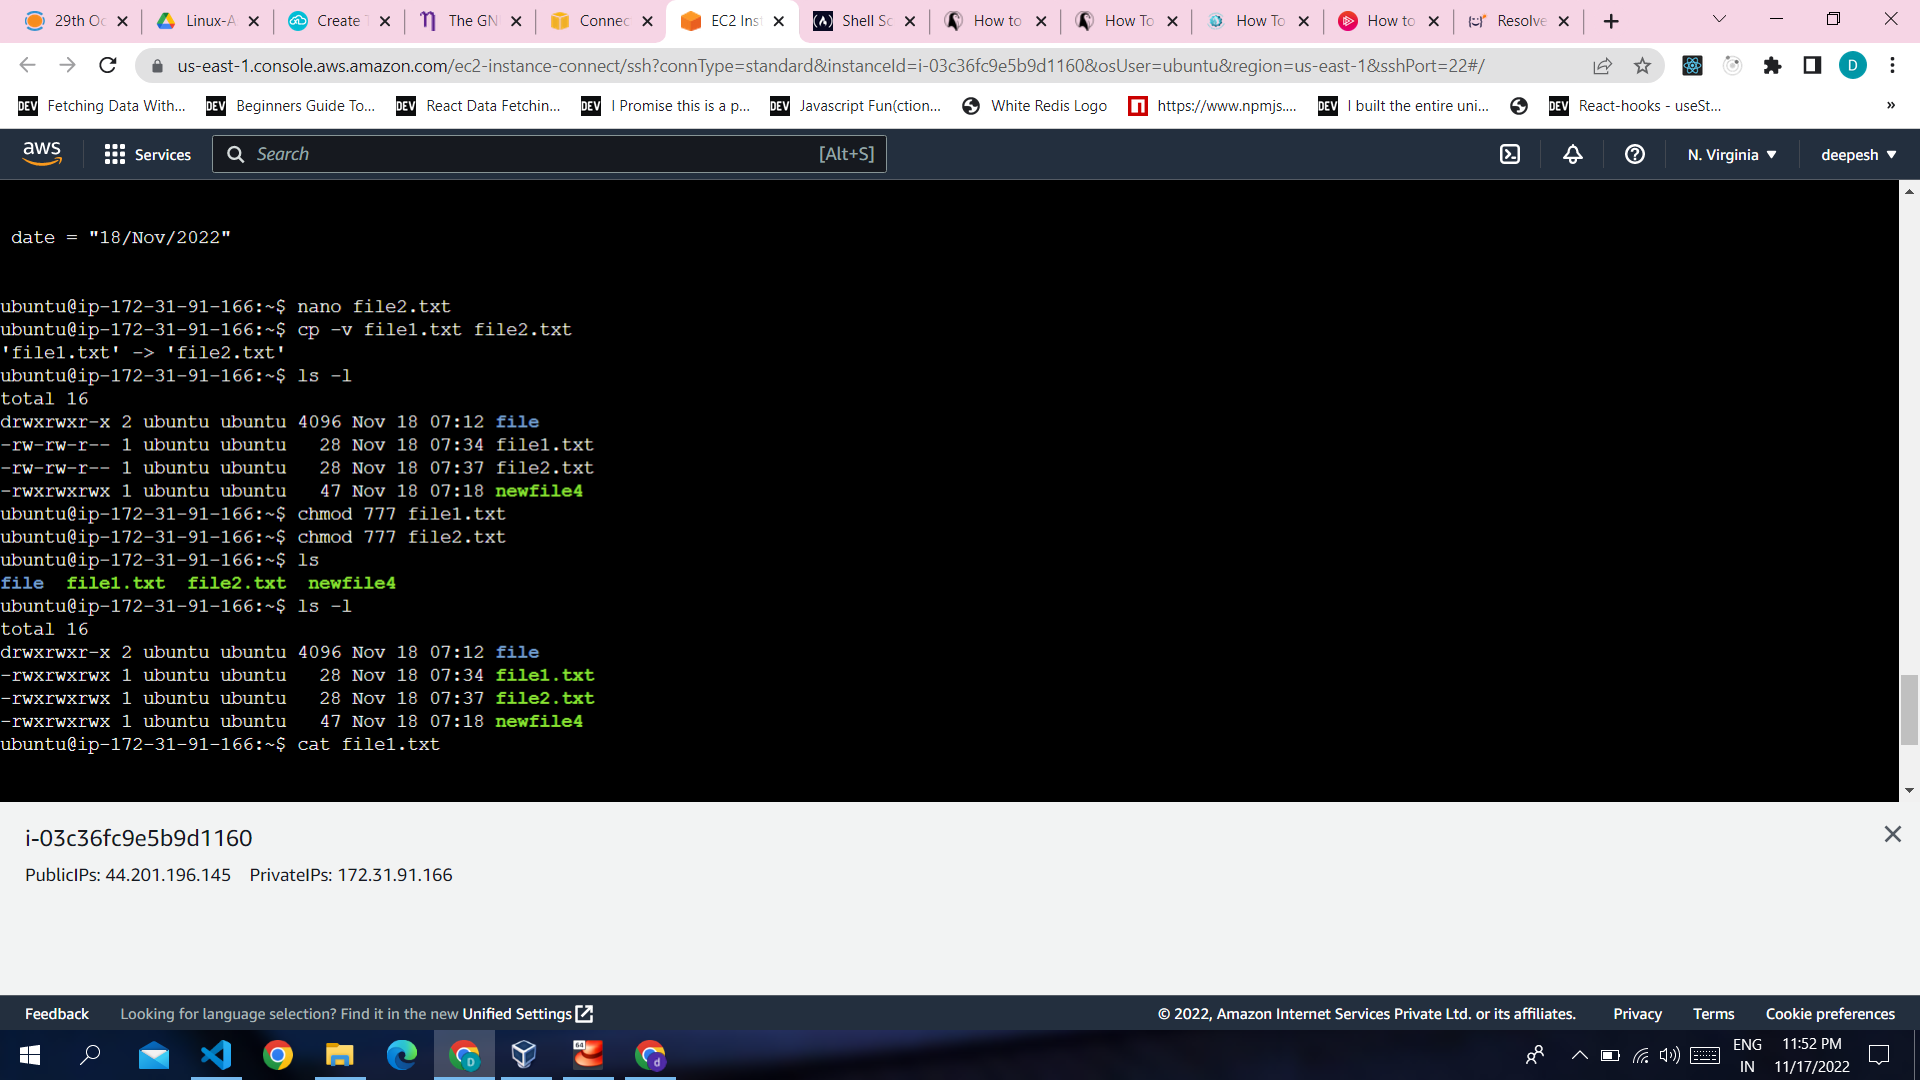 29th Oc
Linux-A
Create T
The GN
Connec
EC2 Inst
Shell Sc
How to
How To
How To
How to
Resolve
us-east-1.console.aws.amazon.com/ec2-instance-connect/ssh?connType=standard&instanceId=i-03c36fc9e5b9d1160&osUser=ubuntu&region=us-east-1&sshPort=22#/
D
DEV Fetching Data With...
DEV Beginners Guide To...
DEV React Data Fetchin...
DEV I Promise this is a p...
DEV Javascript Fun(ction...
White Redis Logo
https://www.npmjs....
DEV I built the entire uni...
DEV React-hooks - useSt...
»
aws
Services
Search
[Alt+S]
N. Virginia
deepesh
date = "18/Nov/2022"
ubuntu@ip-172-31-91-166:~$ nano file2.txt
ubuntu@ip-172-31-91-166:~$ cp -v file1.txt file2.txt
'file1.txt' -> 'file2.txt'
ubuntu@ip-172-31-91-166:~$ ls -l
total 16
drwxrwxr-x 2 ubuntu ubuntu 4096 Nov 18 07:12 file
-rw-rw-r-- 1 ubuntu ubuntu   28 Nov 18 07:34 file1.txt
-rw-rw-r-- 1 ubuntu ubuntu   28 Nov 18 07:37 file2.txt
-rwxrwxrwx 1 ubuntu ubuntu   47 Nov 18 07:18 newfile4
ubuntu@ip-172-31-91-166:~$ chmod 777 file1.txt
ubuntu@ip-172-31-91-166:~$ chmod 777 file2.txt
ubuntu@ip-172-31-91-166:~$ ls
file  file1.txt  file2.txt  newfile4
ubuntu@ip-172-31-91-166:~$ ls -l
total 16
drwxrwxr-x 2 ubuntu ubuntu 4096 Nov 18 07:12 file
-rwxrwxrwx 1 ubuntu ubuntu   28 Nov 18 07:34 file1.txt
-rwxrwxrwx 1 ubuntu ubuntu   28 Nov 18 07:37 file2.txt
-rwxrwxrwx 1 ubuntu ubuntu   47 Nov 18 07:18 newfile4
ubuntu@ip-172-31-91-166:~$ cat file1.txt
i-03c36fc9e5b9d1160
PublicIPs: 44.201.196.145    PrivateIPs: 172.31.91.166
Feedback
Looking for language selection? Find it in the new Unified Settings
© 2022, Amazon Internet Services Private Ltd. or its affiliates.
Privacy
Terms
Cookie preferences
64
D
d
ENG
IN
11:52 PM
11/17/2022